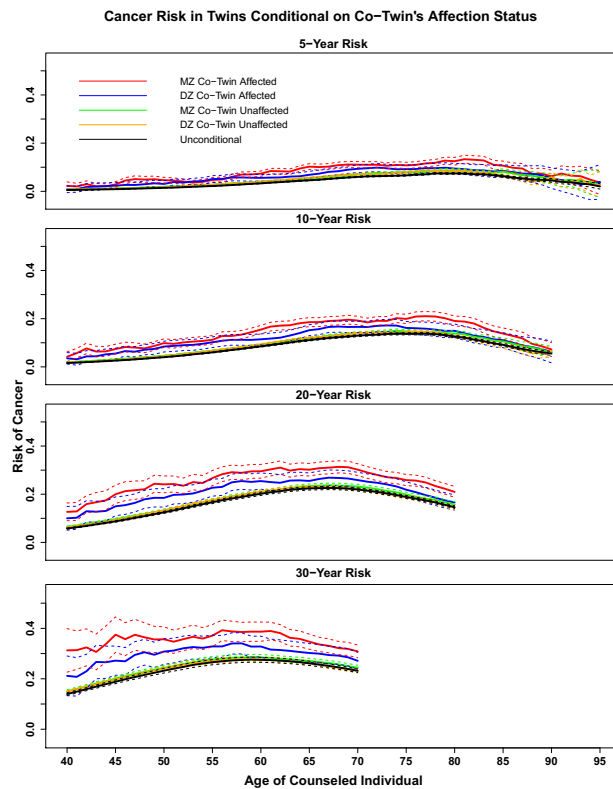 Cancer Risk in Twins Conditional on Co−Twin's Affection Status
5−Year Risk
MZ Co−Twin Affected
DZ Co−Twin Affected
MZ Co−Twin Unaffected
DZ Co−Twin Unaffected
Unconditional
0.4
0.2
0.0
10−Year Risk
0.4
0.2
0.0
Risk of Cancer
20−Year Risk
0.4
0.2
0.0
30−Year Risk
0.4
0.2
0.0
40 45 50 55 60 65 70 75 80 85 90 95
Age of Counseled Individual